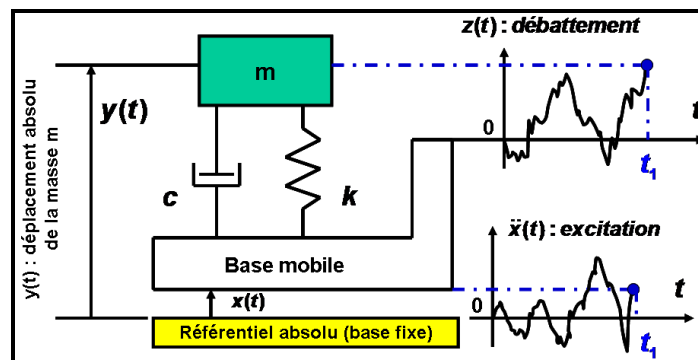 z(t) : débattement
m
y(t)
0
t
t₁
y(t) : déplacement absolu
de la masse m
c
k
ẍ(t) : excitation
Base mobile
x(t)
0
t
t₁
Référentiel absolu (base fixe)